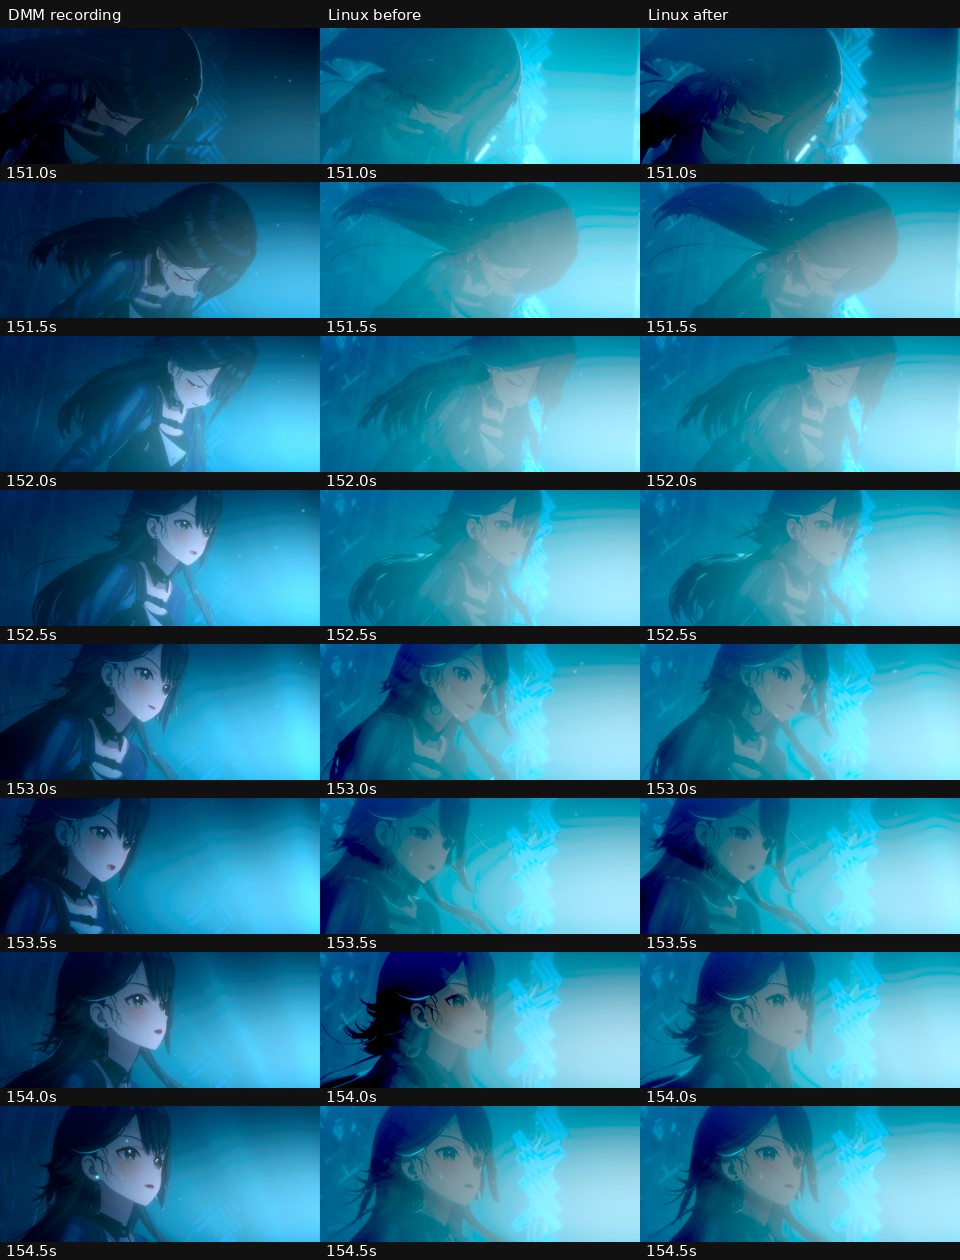 DMM recording Linux before Linux after
151.0s 151.0s 151.0s
151.5s 151.5s 151.5s
152.0s 152.0s 152.0s
152.5s 152.5s 152.5s
153.0s 153.0s 153.0s
153.5s 153.5s 153.5s
154.0s 154.0s 154.0s
154.5s 154.5s 154.5s